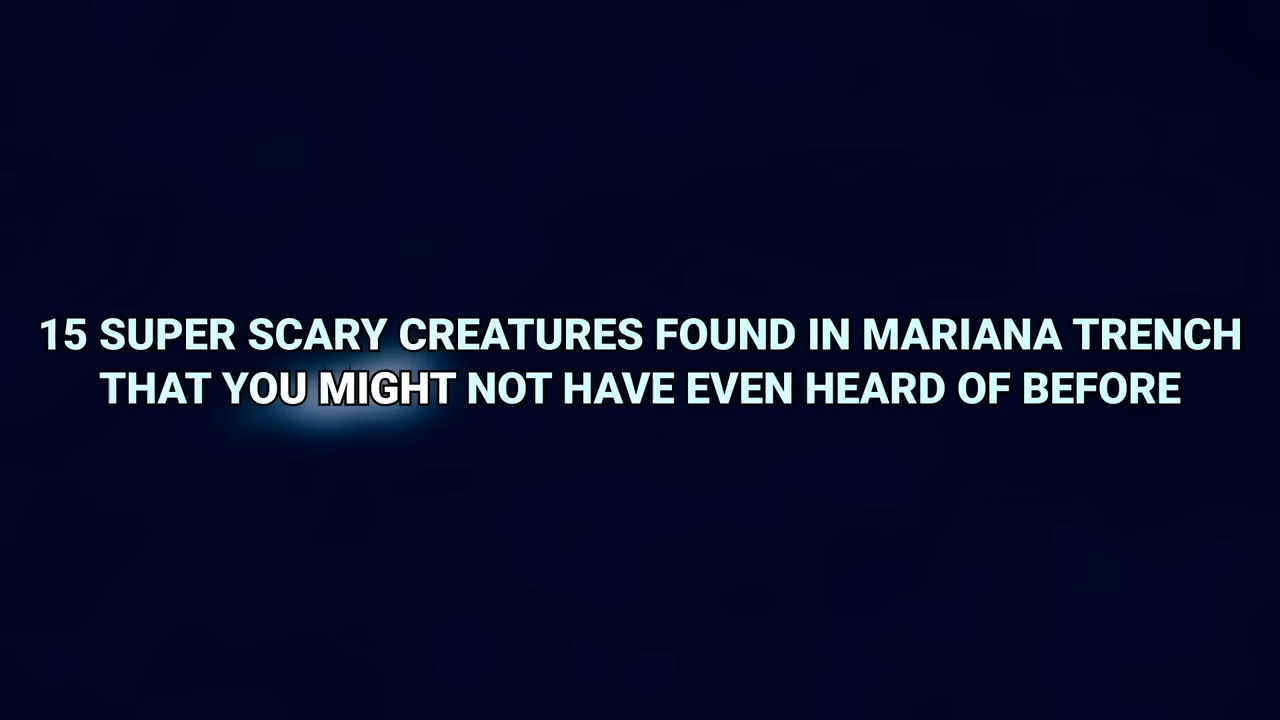 15 SUPER SCARY CREATURES FOUND IN MARIANA TRENCH
THAT YOU MIGHT NOT HAVE EVEN HEARD OF BEFORE